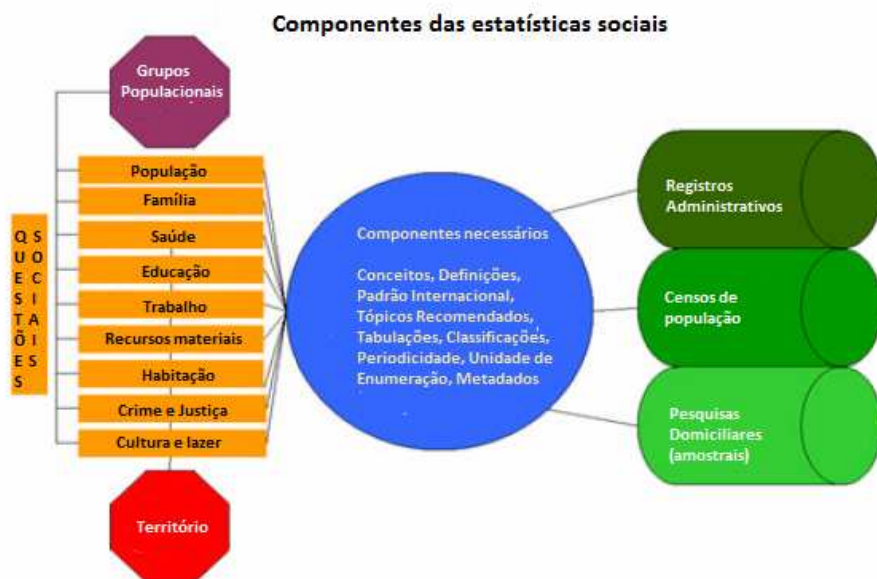 Componentes das estatísticas sociais
Grupos
Populacionais
QUESTÕES
SOCIAIS
População
Família
Saúde
Educação
Trabalho
Recursos materiais
Habitação
Crime e Justiça
Cultura e lazer
Território
Componentes necessários
Conceitos, Definições,
Padrão Internacional,
Tópicos Recomendados,
Tabulações, Classificações,
Periodicidade, Unidade de
Enumeração, Metadados
Registros
Administrativos
Censos de
população
Pesquisas
Domiciliares
(amostrais)